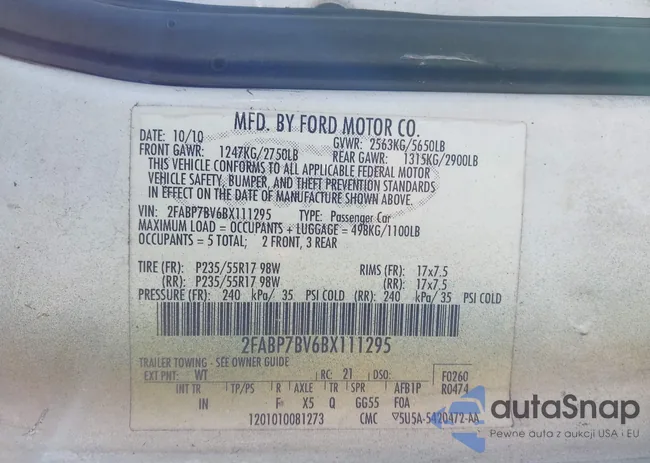 MFD. BY FORD MOTOR CO.
DATE: 10/10 GVWR: 2563KG/5650LB
FRONT GAWR: 1247KG/2750LB REAR GAWR: 1315KG/2900LB
THIS VEHICLE CONFORMS TO ALL APPLICABLE FEDERAL MOTOR
VEHICLE SAFETY, BUMPER, AND THEFT PREVENTION STANDARDS
IN EFFECT ON THE DATE OF MANUFACTURE SHOWN ABOVE.
VIN: 2FABP7BV6BX111295 TYPE: Passenger Car
MAXIMUM LOAD = OCCUPANTS + LUGGAGE = 498KG/1100LB
OCCUPANTS = 5 TOTAL; 2 FRONT, 3 REAR
TIRE (FR): P235/55R17 98W RIMS (FR): 17x7.5
(RR): P235/55R17 98W (RR): 17x7.5
PRESSURE (FR): 240 kPa/ 35 PSI COLD (RR): 240 kPa/ 35 PSI COLD
2FABP7BV6BX111295
TRAILER TOWING - SEE OWNER GUIDE
EXT PNT: WT RC: 21 DSO: F0260
INT TR TP/PS R AXLE TR SPR AFB1P R0474
IN F X5 Q GG55 F0A
1201010081273 CMC ▽5U5A-5420472-AA
autoSnap
Pewne auta z aukcji USA i EU